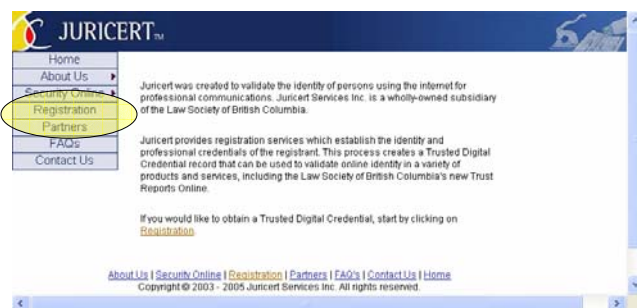 JURICERT™
Home
About Us
Security Online
Registration
Partners
FAQs
Contact Us
Juricert was created to validate the identity of persons using the internet for
professional communications. Juricert Services Inc. is a wholly-owned subsidiary
of the Law Society of British Columbia.
Juricert provides registration services which establish the identity and
professional credentials of the registrant. This process creates a Trusted Digital
Credential record that can be used to validate online identity in a variety of
products and services, including the Law Society of British Columbia's new Trust
Reports Online.
If you would like to obtain a Trusted Digital Credential, start by clicking on
Registration.
About Us | Security Online | Registration | Partners | FAQ's | Contact Us | Home
Copyright © 2003 - 2005 Juricert Services Inc. All rights reserved.